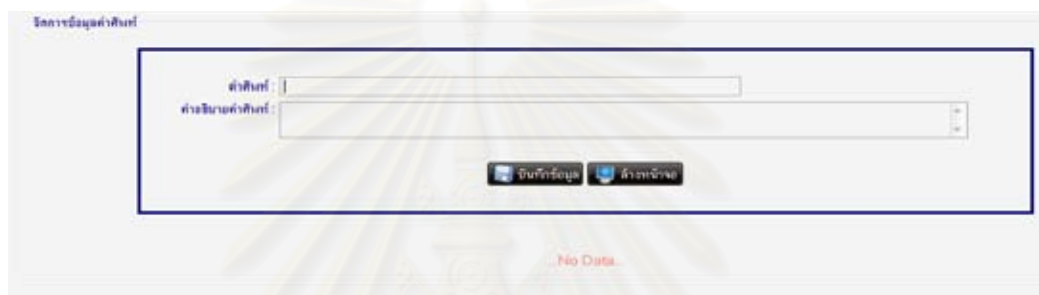 จัดการข้อมูลคำศัพท์
คำศัพท์ :
คำอธิบายคำศัพท์ :
บันทึกข้อมูล ล้างหน้าจอ
...No Data...